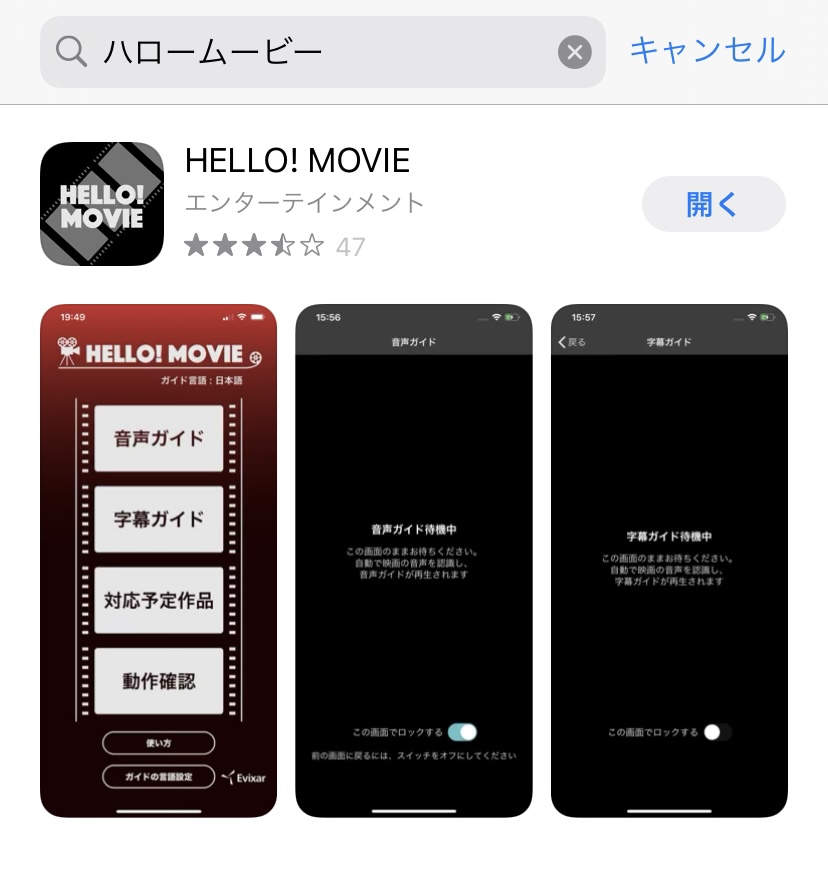 ハロームービー
キャンセル
HELLO!
MOVIE
HELLO! MOVIE
エンターテインメント
47
開く
19:49
HELLO! MOVIE
ガイド言語：日本語
音声ガイド
字幕ガイド
対応予定作品
動作確認
使い方
ガイドの言語設定
Evixar
15:56
音声ガイド
音声ガイド待機中
この画面のままお待ちください。
自動で映画の音声を認識し、
音声ガイドが再生されます
この画面でロックする
前の画面に戻るには、スイッチをオフにしてください
15:57
戻る
字幕ガイド
字幕ガイド待機中
この画面のままお待ちください。
自動で映画の音声を認識し、
字幕ガイドが再生されます
この画面でロックする